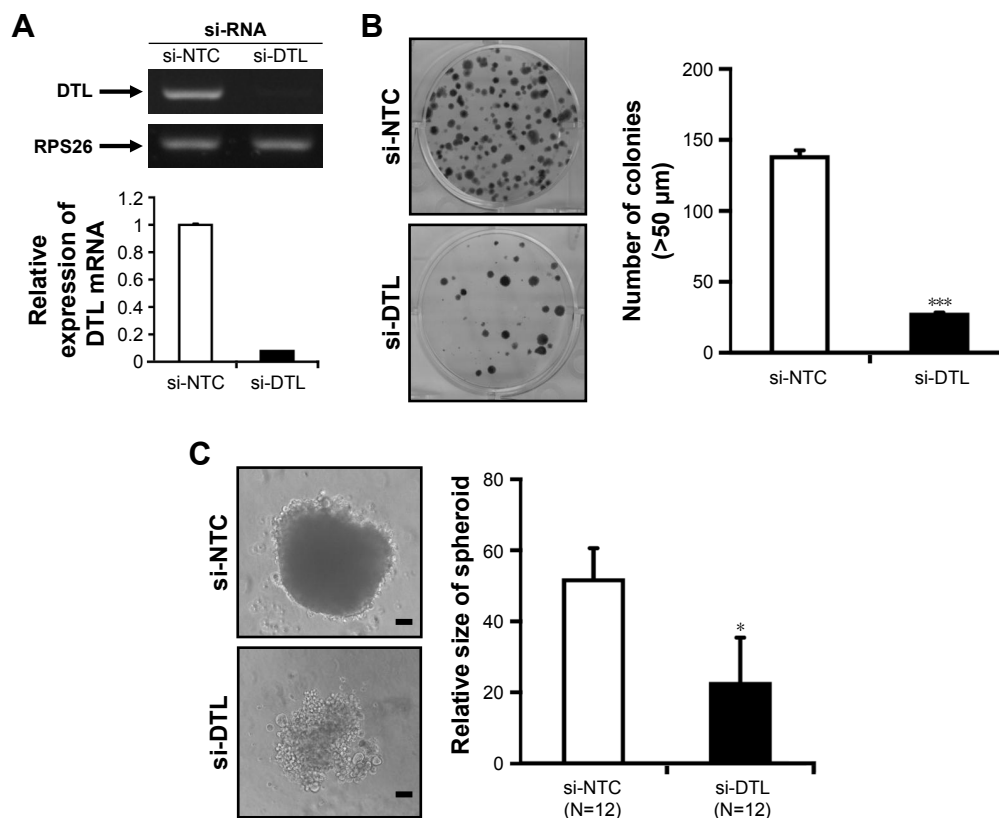 A
si-RNA
si-NTC si-DTL
DTL
RPS26
Relative
expression of
DTL mRNA
1.2
1
0.8
0.6
0.4
0.2
0
si-NTC si-DTL
B
si-NTC
si-DTL
Number of colonies
(>50 µm)
200
150
100
50
0
***
si-NTC si-DTL
C
si-NTC
si-DTL
Relative size of spheroid
80
60
40
20
0
*
si-NTC si-DTL
(N=12) (N=12)